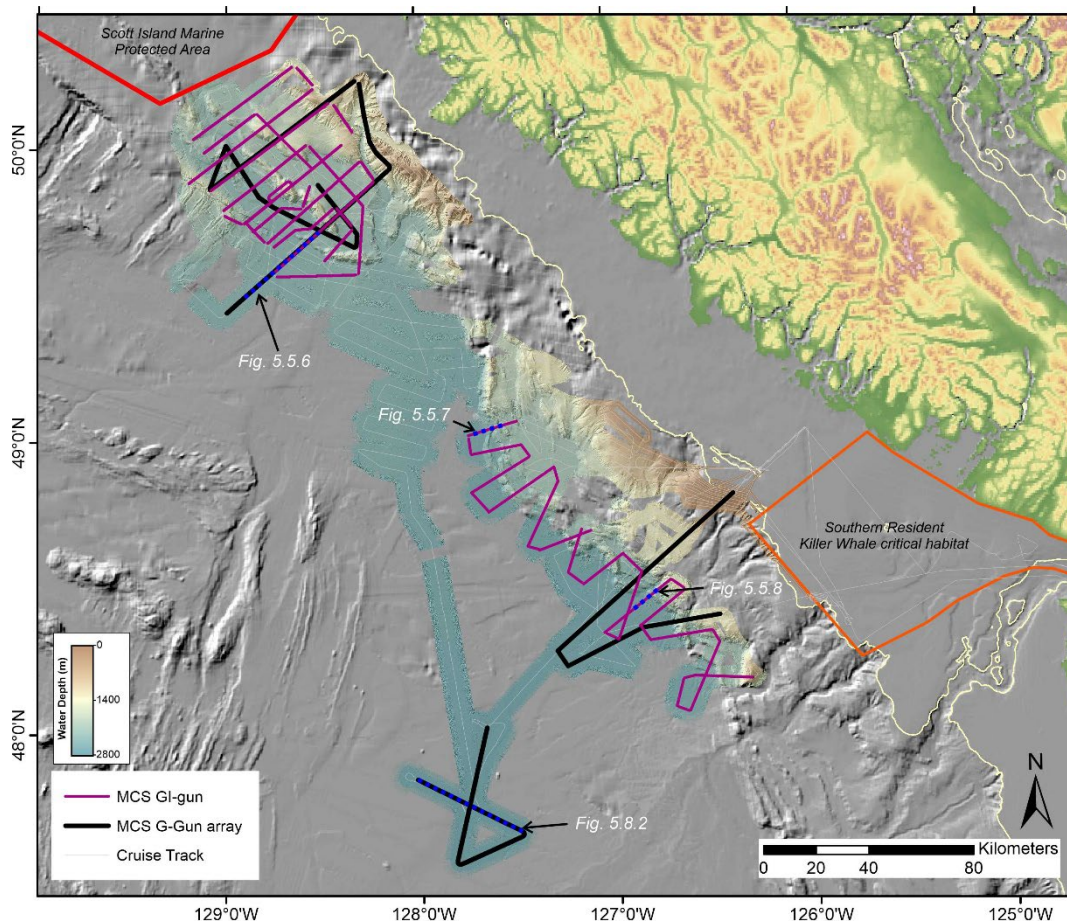 Scott Island Marine
Protected Area
50°0'N
49°0'N
48°0'N
Fig. 5.5.6
Fig. 5.5.7
Southern Resident
Killer Whale critical habitat
Fig. 5.5.8
Fig. 5.8.2
Water Depth (m)
0
-1400
-2800
MCS GI-gun
MCS G-Gun array
Cruise Track
N
Kilometers
0 20 40 80
129°0'W 128°0'W 127°0'W 126°0'W 125°0'W